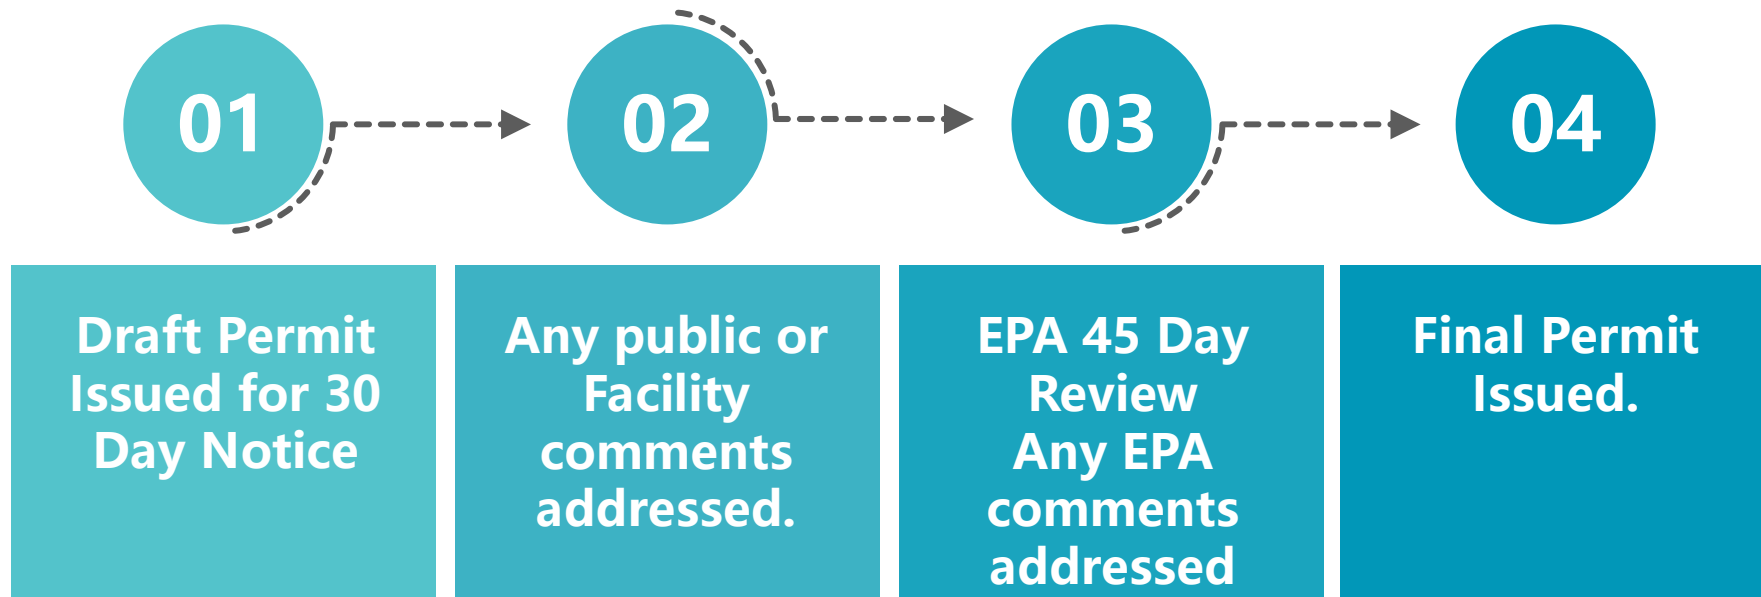 01
02
03
04
Draft Permit
Issued for 30
Day Notice
Any public or
Facility
comments
addressed.
EPA 45 Day
Review
Any EPA
comments
addressed
Final Permit
Issued.